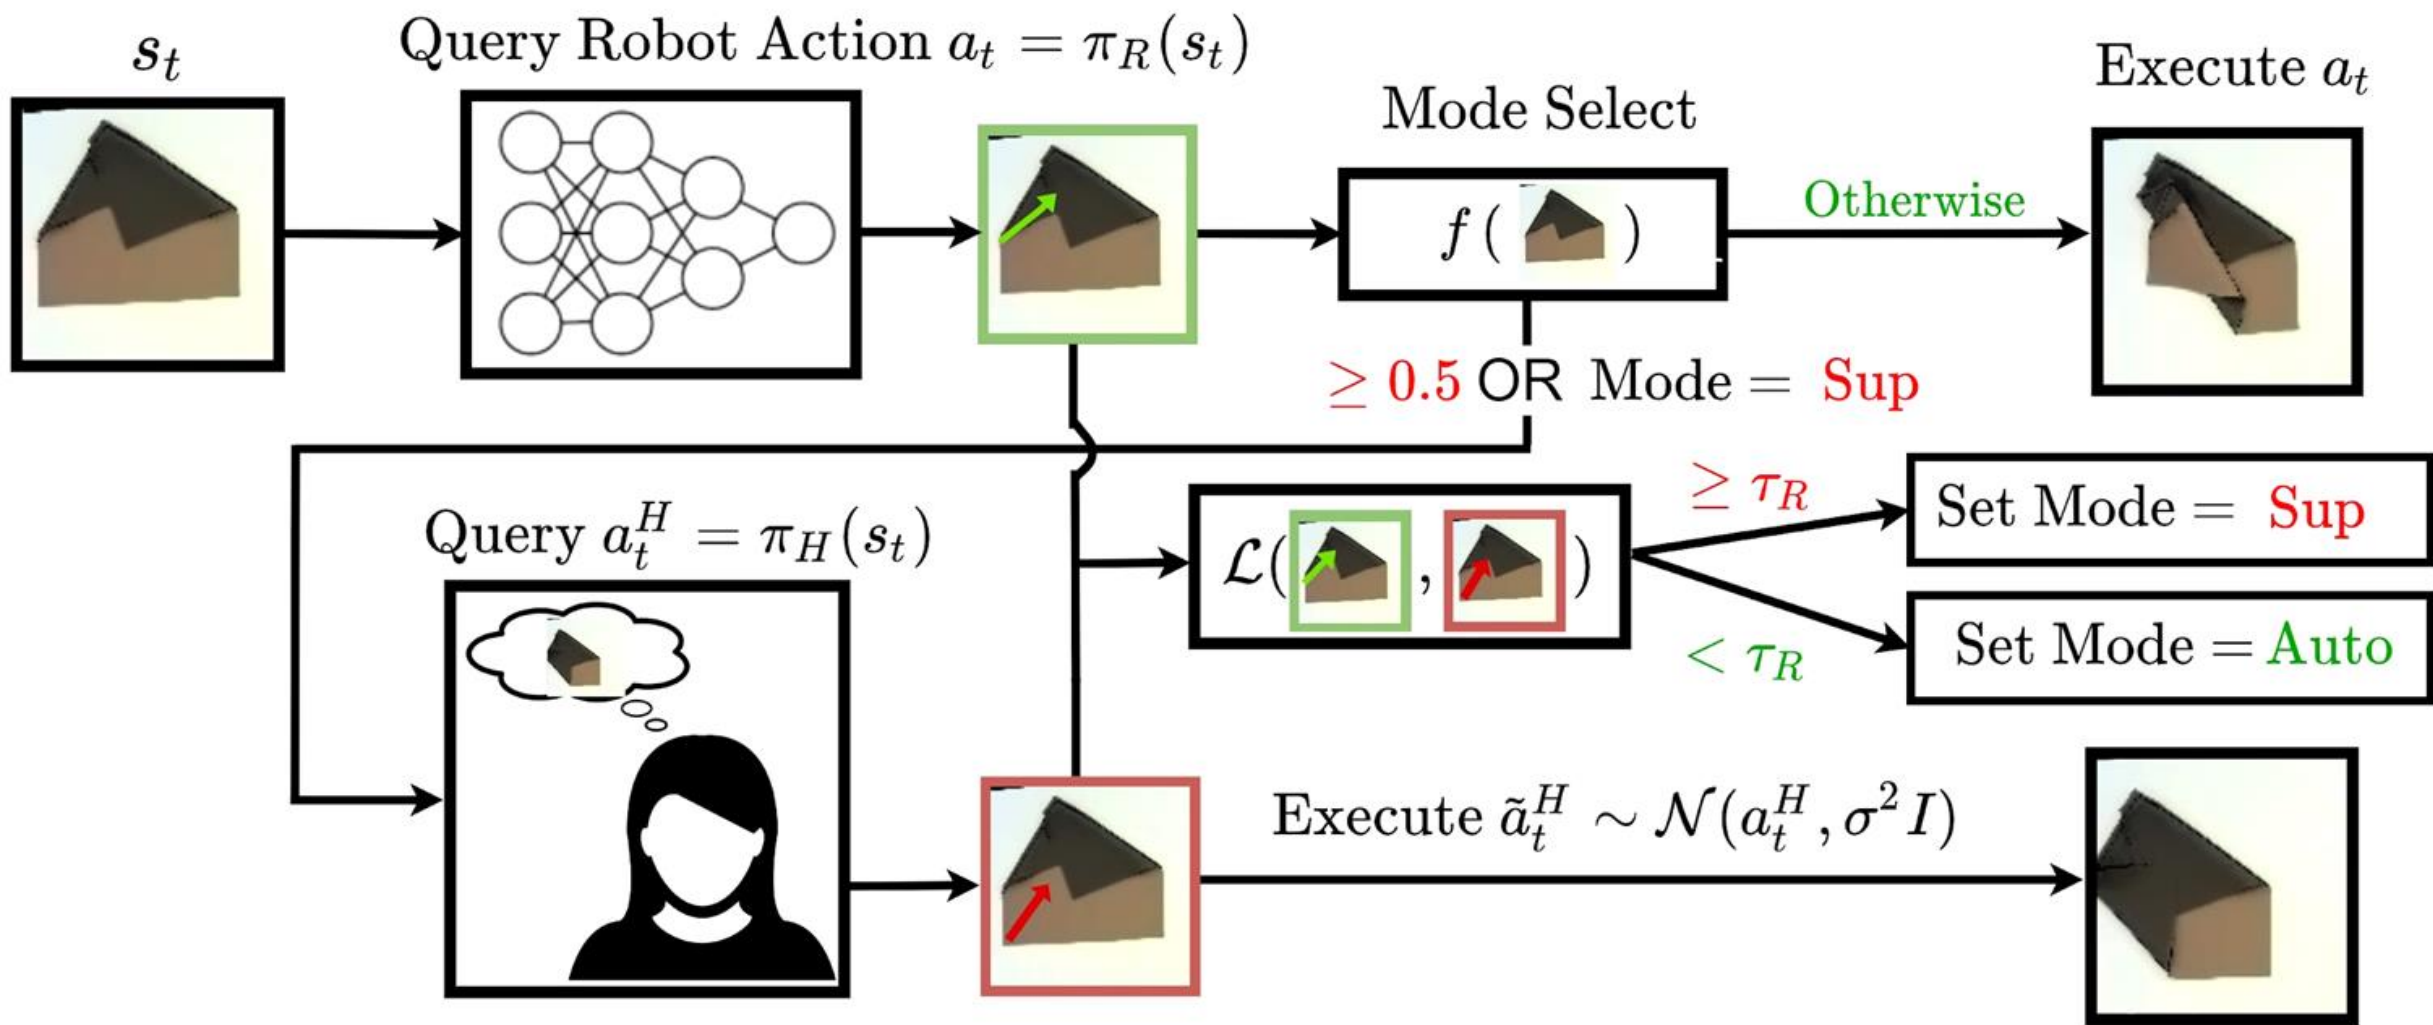 s_t
Query Robot Action a_t = π_R(s_t)
Mode Select
Execute a_t
f ( )
Otherwise
≥ 0.5 OR Mode = Sup
Query a_t^H = π_H(s_t)
ℒ( , )
≥ τ_R
< τ_R
Set Mode = Sup
Set Mode = Auto
Execute ã_t^H ∼ 𝒩(a_t^H, σ² I)